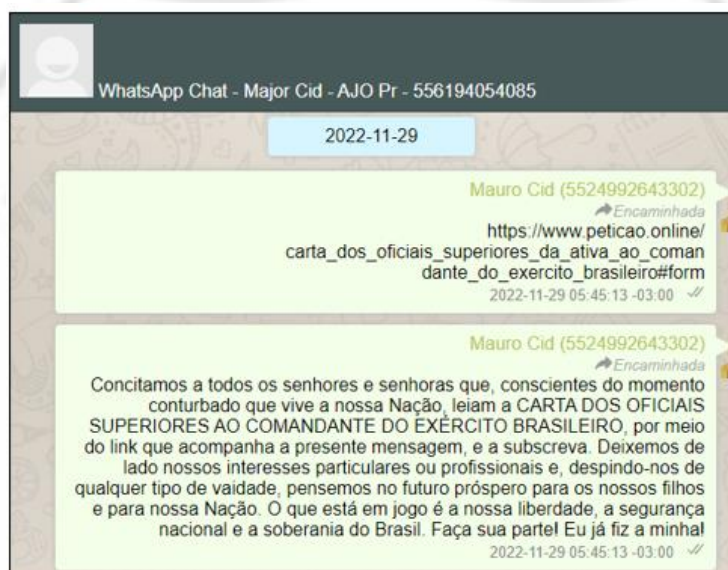 WhatsApp Chat - Major Cid - AJO Pr - 556194054085
2022-11-29
Mauro Cid (5524992643302)
Encaminhada
https://www.peticao.online/
carta_dos_oficiais_superiores_da_ativa_ao_coman
dante_do_exercito_brasileiro#form
2022-11-29 05:45:13 -03:00
Mauro Cid (5524992643302)
Encaminhada
Concitamos a todos os senhores e senhoras que, conscientes do momento
conturbado que vive a nossa Nação, leiam a CARTA DOS OFICIAIS
SUPERIORES AO COMANDANTE DO EXÉRCITO BRASILEIRO, por meio
do link que acompanha a presente mensagem, e a subscreva. Deixemos de
lado nossos interesses particulares ou profissionais e, despindo-nos de
qualquer tipo de vaidade, pensemos no futuro próspero para os nossos filhos
e para nossa Nação. O que está em jogo é a nossa liberdade, a segurança
nacional e a soberania do Brasil. Faça sua parte! Eu já fiz a minha!
2022-11-29 05:45:13 -03:00